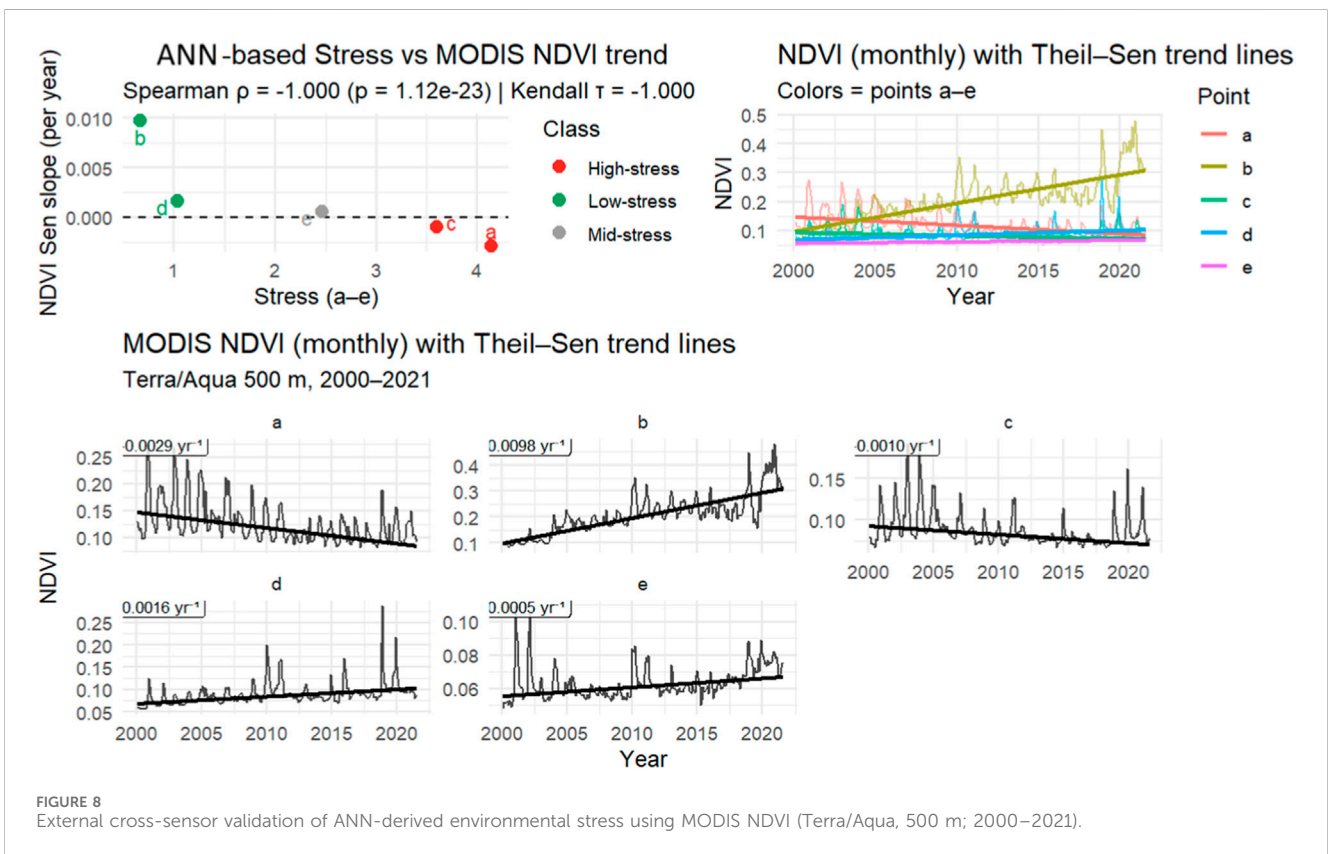 ANN-based Stress vs MODIS NDVI trend
Spearman ρ = -1.000 (p = 1.12e-23) | Kendall τ = -1.000
NDVI Sen slope (per year)
0.010
0.005
0.000
b
d
e
c
a
1 2 3 4
Stress (a–e)
Class
High-stress
Low-stress
Mid-stress
NDVI (monthly) with Theil–Sen trend lines
Colors = points a–e
NDVI
0.5
0.4
0.3
0.2
0.1
2000 2005 2010 2015 2020
Year
Point
a
b
c
d
e
MODIS NDVI (monthly) with Theil–Sen trend lines
Terra/Aqua 500 m, 2000–2021
NDVI
a
-0.0029 yr⁻¹
0.25
0.20
0.15
0.10
b
0.0098 yr⁻¹
0.4
0.3
0.2
0.1
c
-0.0010 yr⁻¹
0.15
0.10
2000 2005 2010 2015 2020
d
0.0016 yr⁻¹
0.25
0.20
0.15
0.10
0.05
2000 2005 2010 2015 2020
e
0.0005 yr⁻¹
0.10
0.08
0.06
2000 2005 2010 2015 2020
Year
FIGURE 8
External cross-sensor validation of ANN-derived environmental stress using MODIS NDVI (Terra/Aqua, 500 m; 2000–2021).